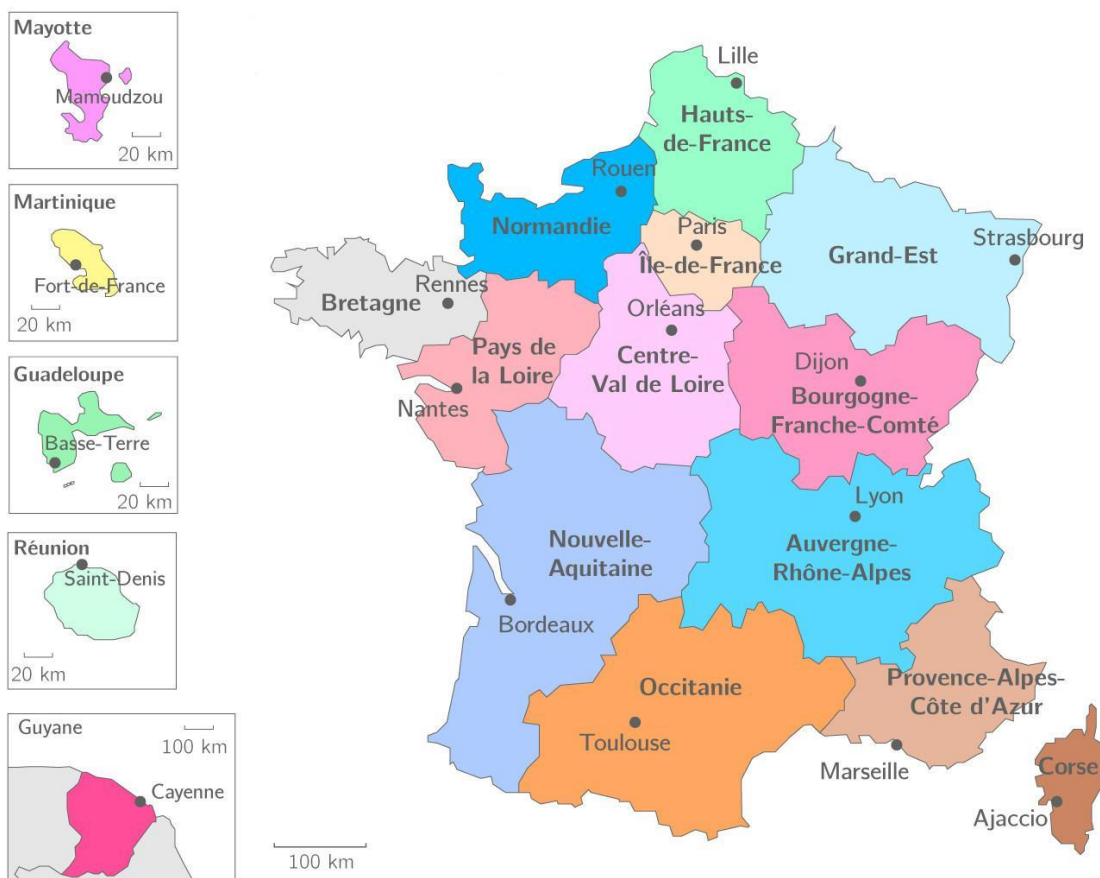 Mayotte
Mamoudzou
20 km
Martinique
Fort-de-France
20 km
Guadeloupe
Basse-Terre
20 km
Réunion
Saint-Denis
20 km
Guyane
100 km
Cayenne
Lille
Hauts-
de-France
Rouen
Normandie
Paris
Île-de-France
Strasbourg
Grand-Est
Rennes
Bretagne
Orléans
Pays de
la Loire
Centre-
Val de Loire
Nantes
Dijon
Bourgogne-
Franche-Comté
Lyon
Nouvelle-
Aquitaine
Auvergne-
Rhône-Alpes
Bordeaux
Occitanie
Provence-Alpes-
Côte d'Azur
Toulouse
Marseille
Corse
Ajaccio
100 km